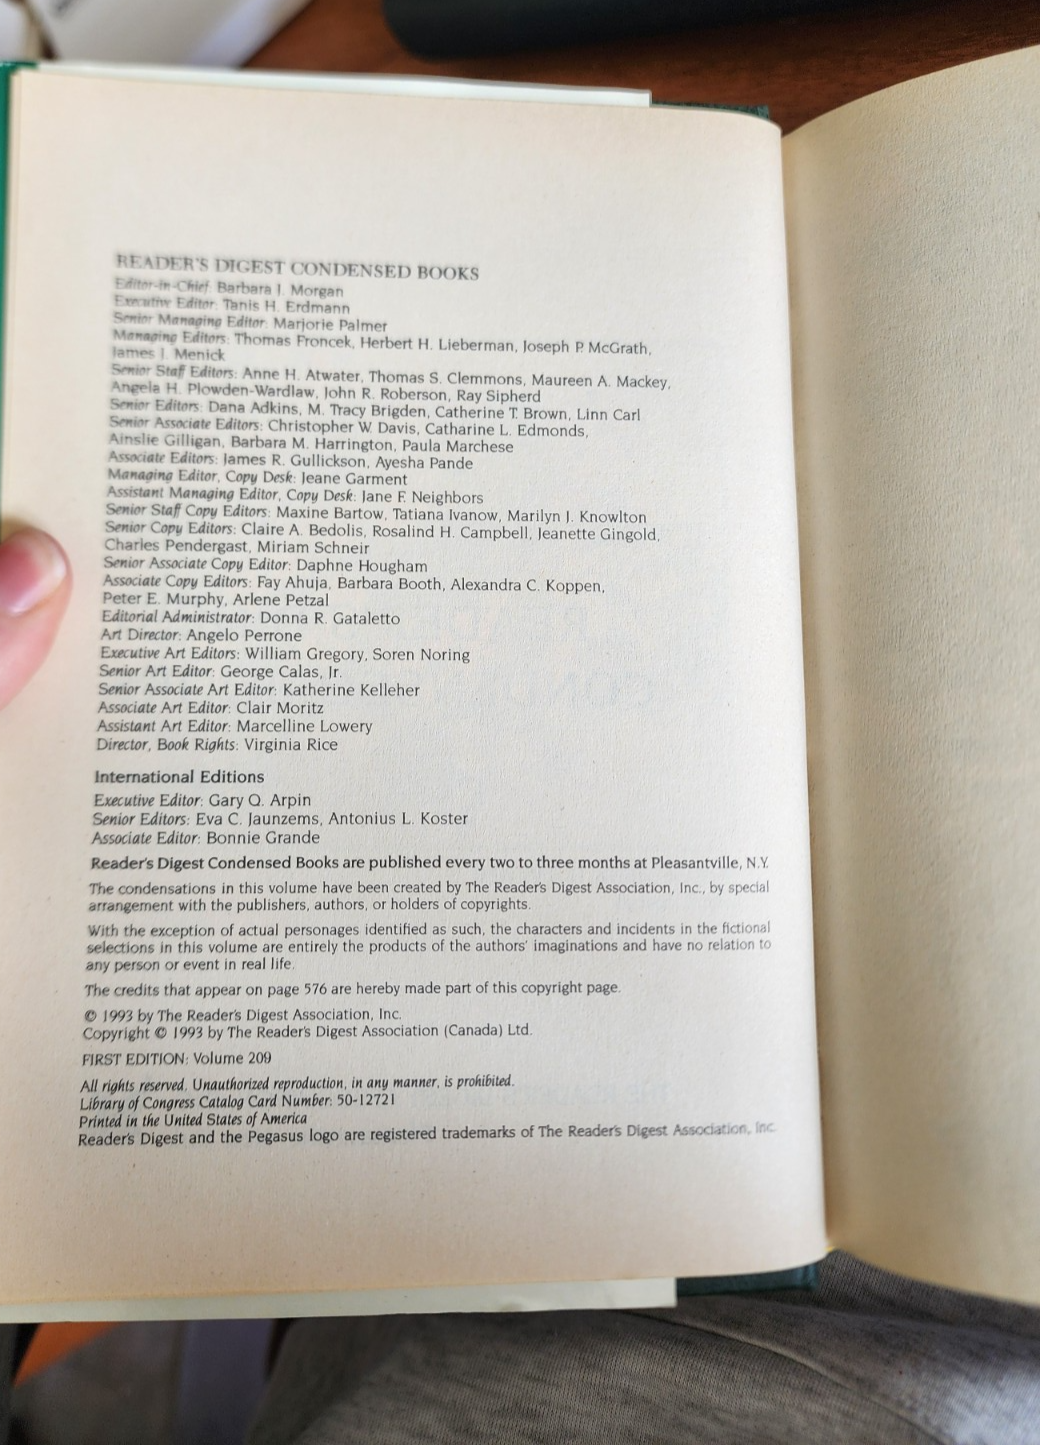 READER'S DIGEST CONDENSED BOOKS
Editor-in-Chief: Barbara J. Morgan
Executive Editor: Tanis H. Erdmann
Senior Managing Editor: Marjorie Palmer
Managing Editors: Thomas Froncek, Herbert H. Lieberman, Joseph P. McGrath,
James J. Menick
Senior Staff Editors: Anne H. Atwater, Thomas S. Clemmons, Maureen A. Mackey,
Angela H. Plowden-Wardlaw, John R. Roberson, Ray Sipherd
Senior Editors: Dana Adkins, M. Tracy Brigden, Catherine T. Brown, Linn Carl
Senior Associate Editors: Christopher W. Davis, Catharine L. Edmonds,
Ainslie Gilligan, Barbara M. Harrington, Paula Marchese
Associate Editors: James R. Gullickson, Ayesha Pande
Managing Editor, Copy Desk: Jeane Garment
Assistant Managing Editor, Copy Desk: Jane F. Neighbors
Senior Staff Copy Editors: Maxine Bartow, Tatiana Ivanow, Marilyn J. Knowlton
Senior Copy Editors: Claire A. Bedolis, Rosalind H. Campbell, Jeanette Gingold,
Charles Pendergast, Miriam Schneir
Senior Associate Copy Editor: Daphne Hougham
Associate Copy Editors: Fay Ahuja, Barbara Booth, Alexandra C. Koppen,
Peter E. Murphy, Arlene Petzal
Editorial Administrator: Donna R. Gataletto
Art Director: Angelo Perrone
Executive Art Editors: William Gregory, Soren Noring
Senior Art Editor: George Calas, Jr.
Senior Associate Art Editor: Katherine Kelleher
Associate Art Editor: Clair Moritz
Assistant Art Editor: Marcelline Lowery
Director, Book Rights: Virginia Rice
International Editions
Executive Editor: Gary Q. Arpin
Senior Editors: Eva C. Jaunzems, Antonius L. Koster
Associate Editor: Bonnie Grande
Reader's Digest Condensed Books are published every two to three months at Pleasantville, N.Y.
The condensations in this volume have been created by The Reader's Digest Association, Inc., by special
arrangement with the publishers, authors, or holders of copyrights.
With the exception of actual personages identified as such, the characters and incidents in the fictional
selections in this volume are entirely the products of the authors' imaginations and have no relation to
any person or event in real life.
The credits that appear on page 576 are hereby made part of this copyright page.
© 1993 by The Reader's Digest Association, Inc.
Copyright © 1993 by The Reader's Digest Association (Canada) Ltd.
FIRST EDITION: Volume 209
All rights reserved. Unauthorized reproduction, in any manner, is prohibited.
Library of Congress Catalog Card Number: 50-12721
Printed in the United States of America
Reader's Digest and the Pegasus logo are registered trademarks of The Reader's Digest Association, Inc.